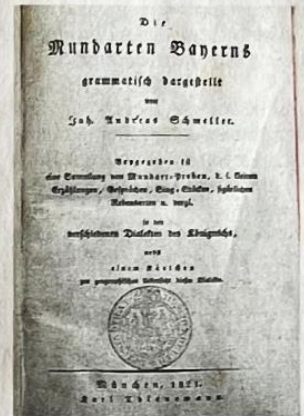 Die
Mundarten Bayerns
grammatisch dargestellt
von
Joh. Andreas Schmeller.
Beygegeben ist
eine Sammlung von Mundart-Proben, d. i. kleinen
Erzählungen, Gesprächen, Sing-Stücken, figürlichen
Redensarten u. dergl.
in den
verschiedenen Dialekten des Königreichs,
nebst
einem Kärtchen
zur geographischen Uebersicht dieser Dialekte.
München, 1821.
Karl Thienemann.